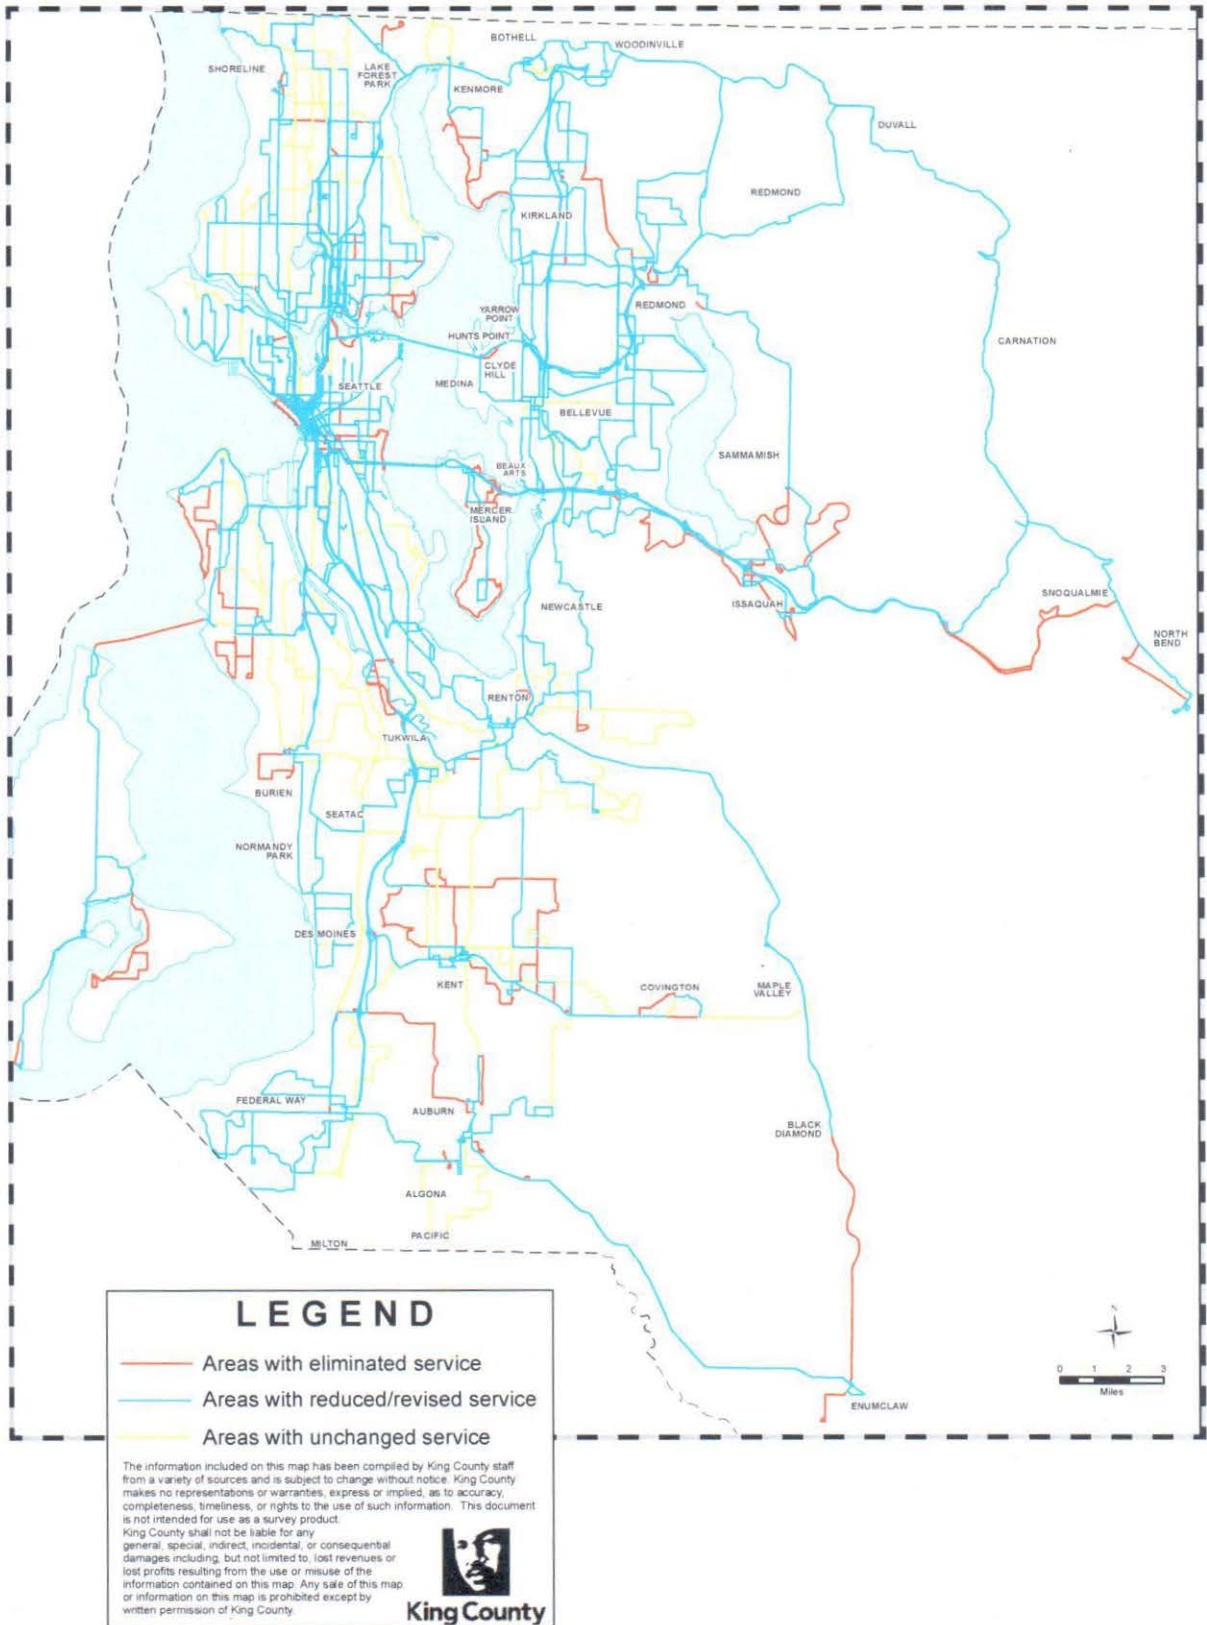 BOTHELL
WOODINVILLE
SHORELINE
LAKE
FOREST
PARK
KENMORE
DUVALL
REDMOND
KIRKLAND
YARROW
POINT
REDMOND
HUNTS POINT
CARNATION
CLYDE
HILL
SEATTLE
MEDINA
BELLEVUE
SAMMAMISH
BEAUX
ARTS
MERCER
ISLAND
NEWCASTLE
ISSAQUAH
SNOQUALMIE
NORTH
BEND
RENTON
TUKWILA
BURIEN
SEATAC
NORMANDY
PARK
DES MOINES
KENT
COVINGTON
MAPLE
VALLEY
FEDERAL WAY
AUBURN
BLACK
DIAMOND
ALGONA
PACIFIC
MILTON
0 1 2 3
Miles
ENUMCLAW
LEGEND
Areas with eliminated service
Areas with reduced/revised service
Areas with unchanged service
The information included on this map has been compiled by King County staff
from a variety of sources and is subject to change without notice. King County
makes no representations or warranties, express or implied, as to accuracy,
completeness, timeliness, or rights to the use of such information. This document
is not intended for use as a survey product.
King County shall not be liable for any
general, special, indirect, incidental, or consequential
damages including, but not limited to, lost revenues or
lost profits resulting from the use or misuse of the
information contained on this map. Any sale of this map
or information on this map is prohibited except by
written permission of King County.
King County